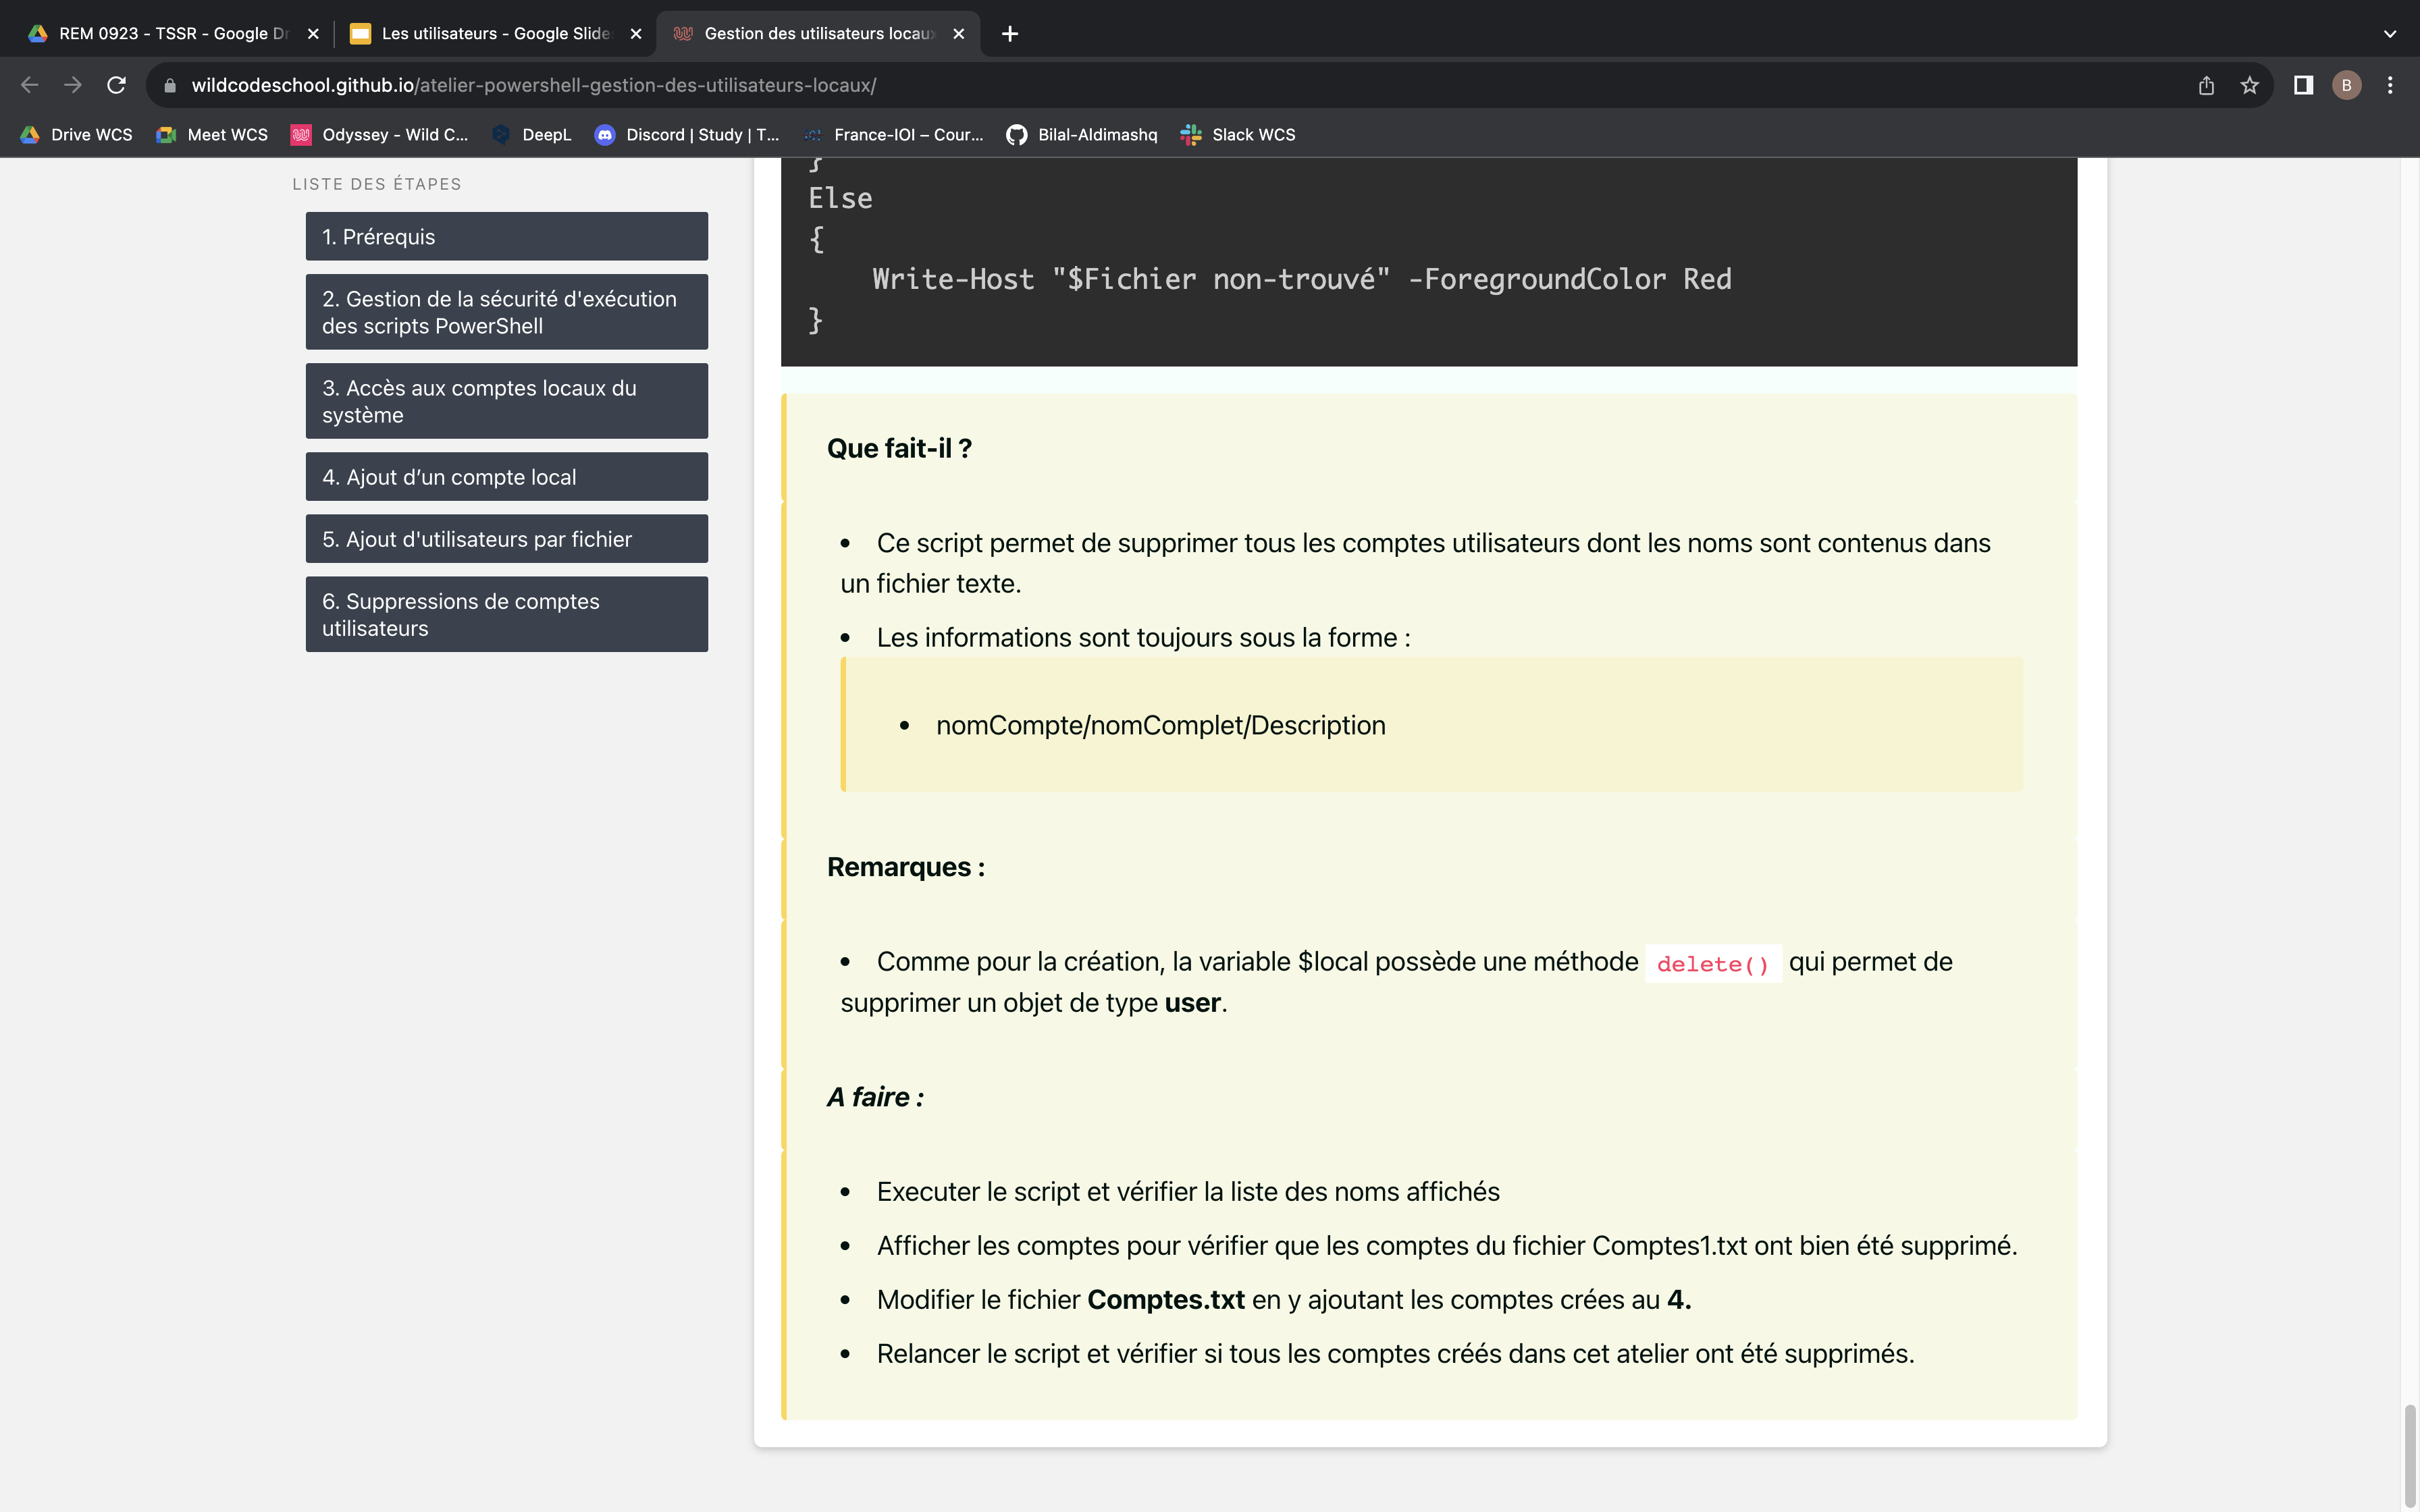 REM 0923 - TSSR - Google Dr
Les utilisateurs - Google Slide
Gestion des utilisateurs locaux
wildcodeschool.github.io/atelier-powershell-gestion-des-utilisateurs-locaux/
B
Drive WCS
Meet WCS
Odyssey - Wild C...
DeepL
Discord | Study | T...
France-IOI – Cour...
Bilal-Aldimashq
Slack WCS
LISTE DES ÉTAPES
1. Prérequis
2. Gestion de la sécurité d'exécution
des scripts PowerShell
3. Accès aux comptes locaux du
système
4. Ajout d’un compte local
5. Ajout d'utilisateurs par fichier
6. Suppressions de comptes
utilisateurs
}
Else
{
Write-Host "$Fichier non-trouvé" -ForegroundColor Red
}
Que fait-il ?
• Ce script permet de supprimer tous les comptes utilisateurs dont les noms sont contenus dans
un fichier texte.
• Les informations sont toujours sous la forme :
• nomCompte/nomComplet/Description
Remarques :
• Comme pour la création, la variable $local possède une méthode delete() qui permet de
supprimer un objet de type user.
A faire :
• Executer le script et vérifier la liste des noms affichés
• Afficher les comptes pour vérifier que les comptes du fichier Comptes1.txt ont bien été supprimé.
• Modifier le fichier Comptes.txt en y ajoutant les comptes crées au 4.
• Relancer le script et vérifier si tous les comptes créés dans cet atelier ont été supprimés.